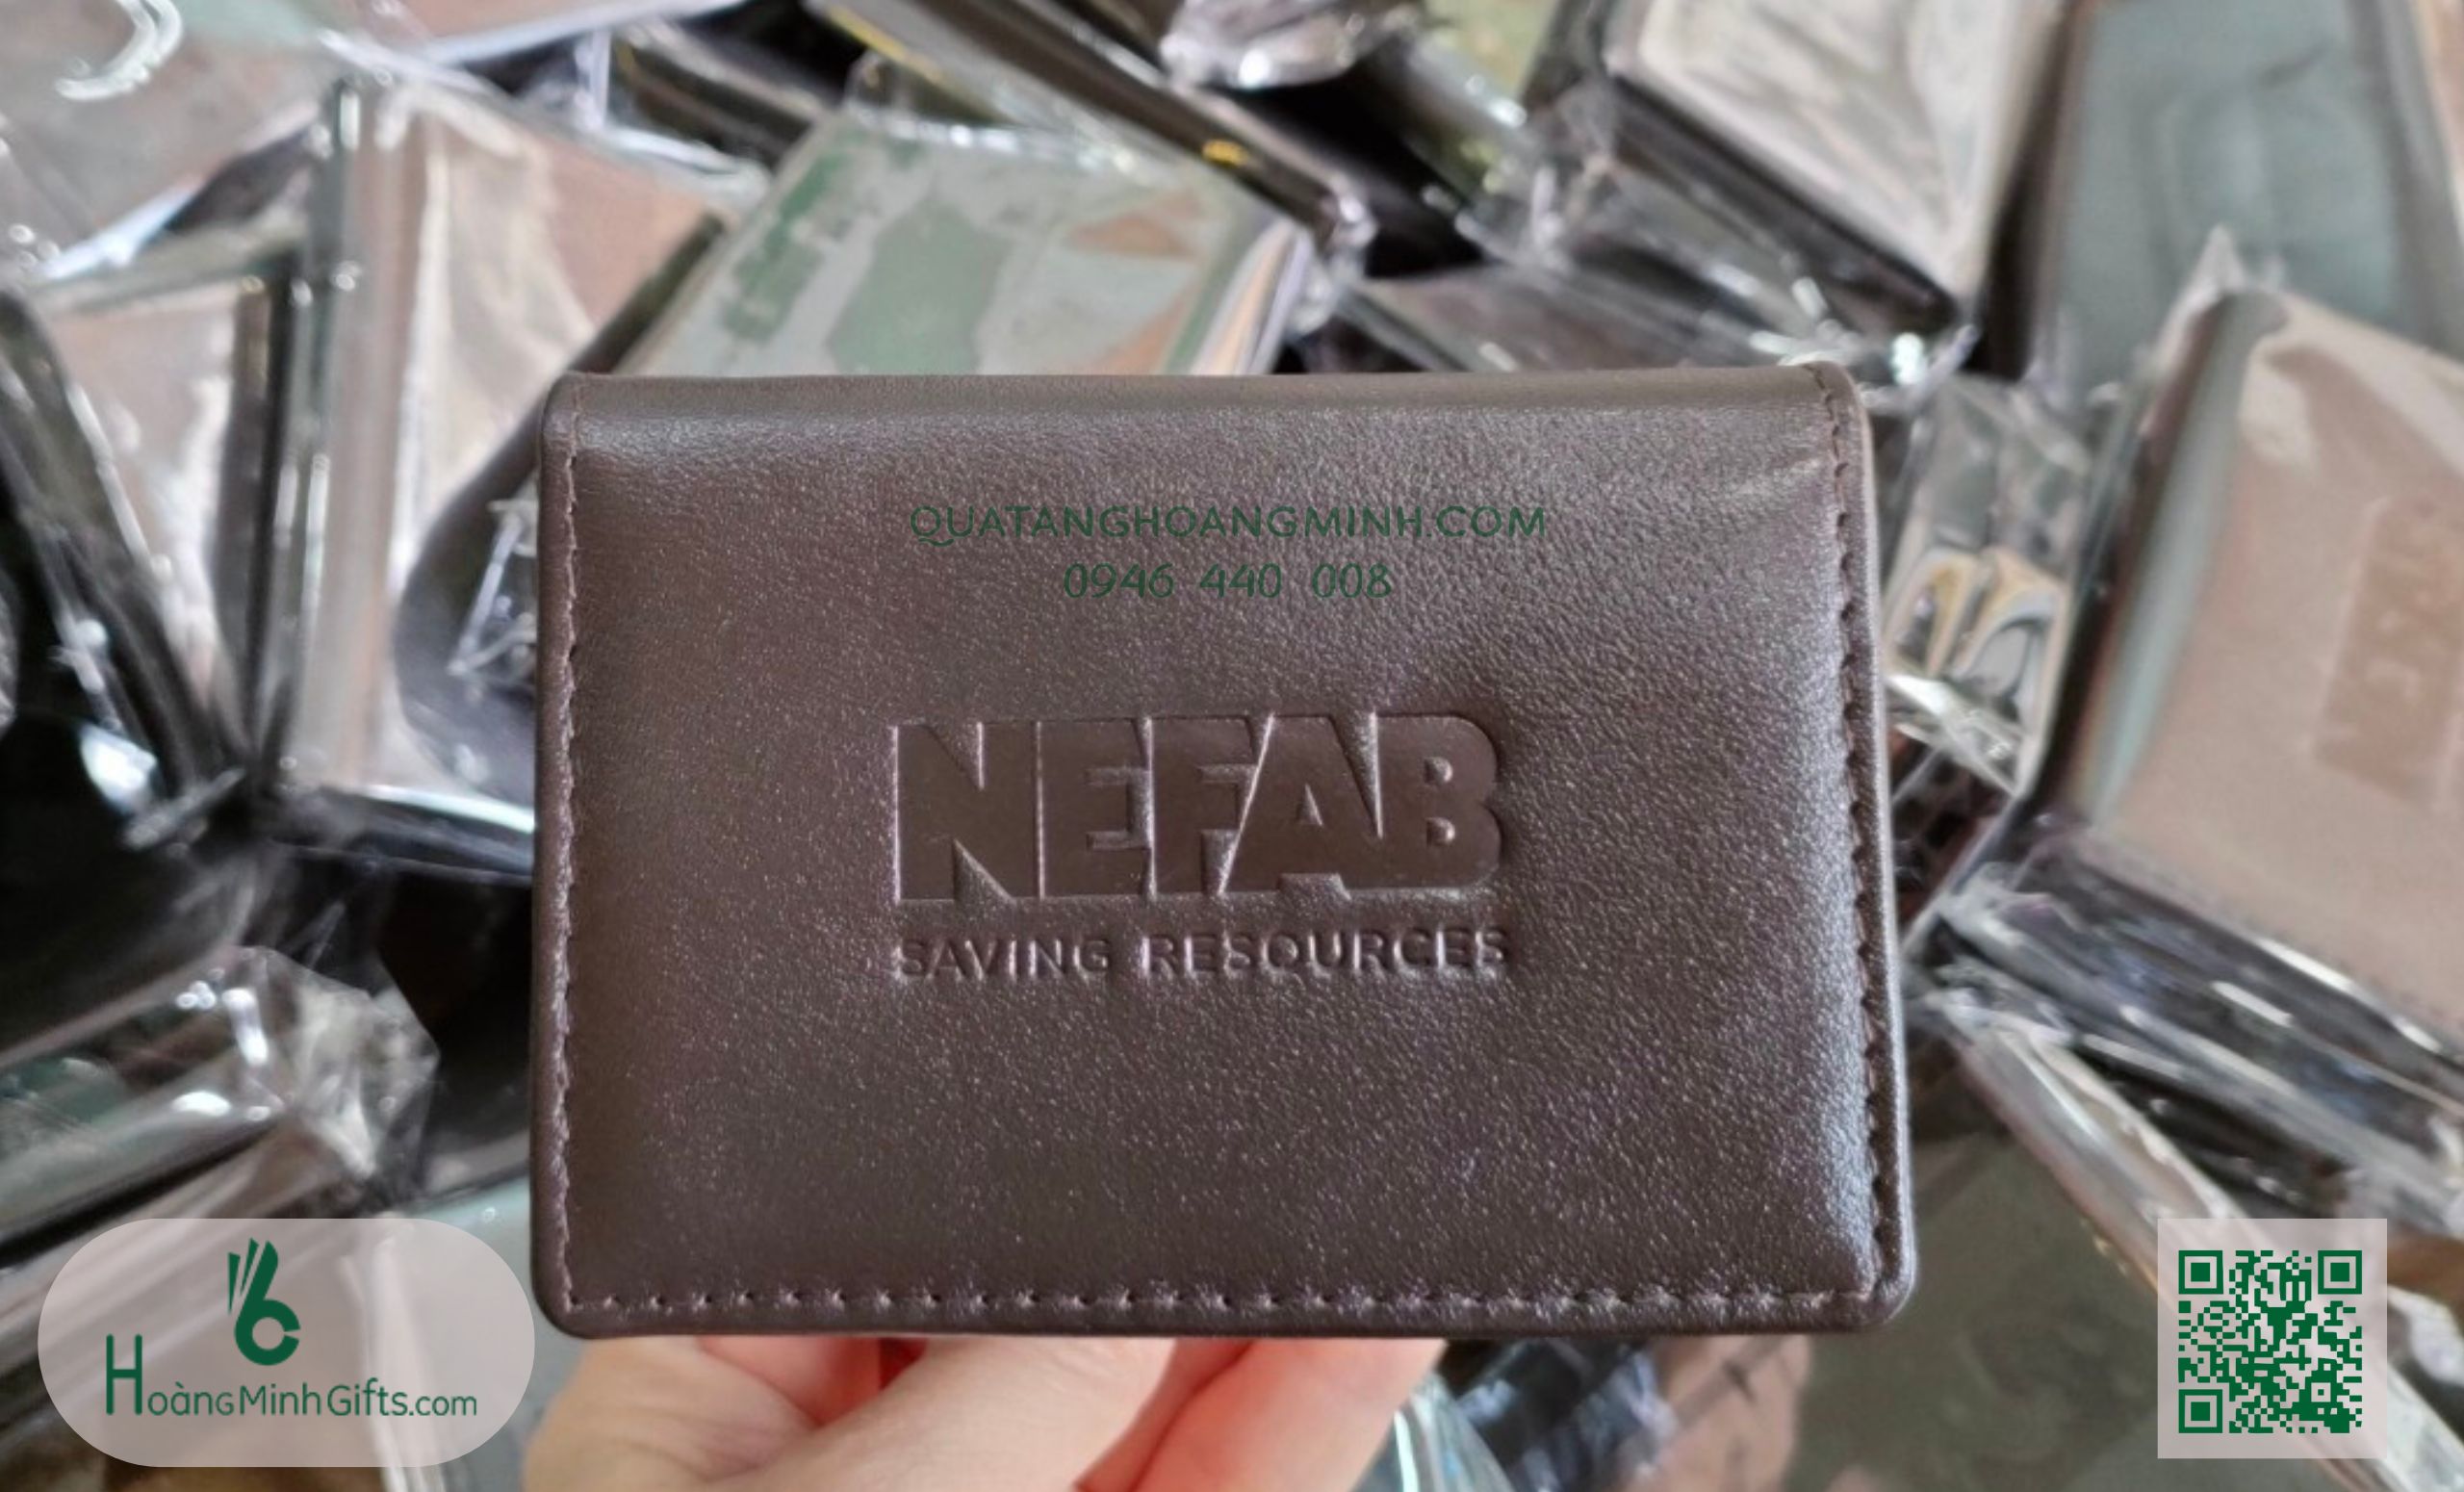 QUATANGHOANGMINH.COM
0946 440 008
NEFAB
SAVING RESOURCES
HoàngMinhGifts.com